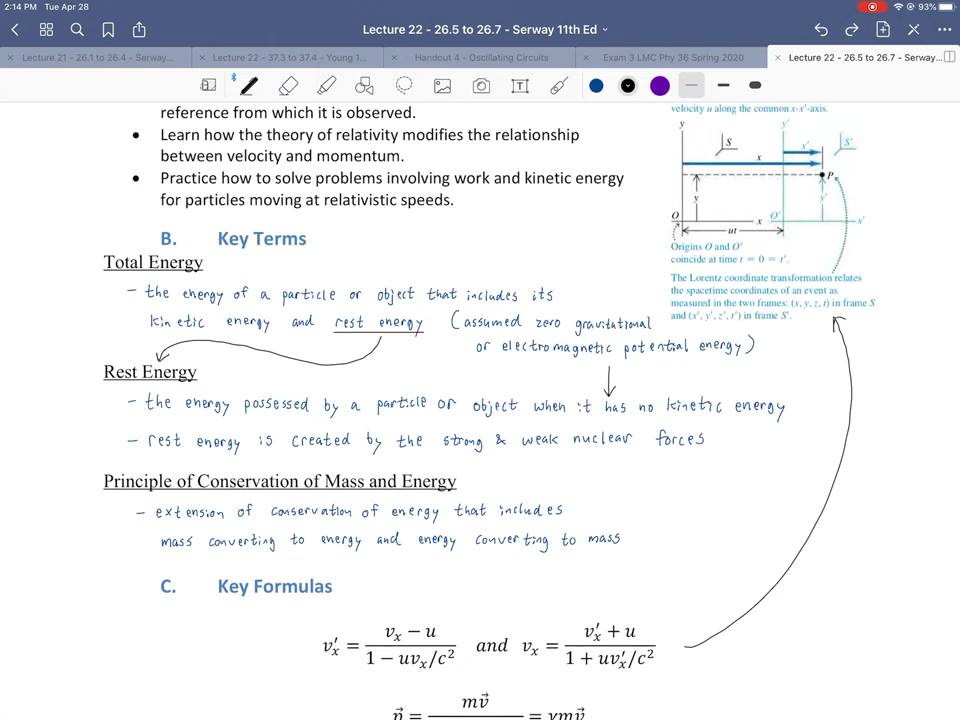 2:14 PM Tue Apr 28
93%
Lecture 22 - 26.5 to 26.7 - Serway 11th Ed
Lecture 21 - 26.1 to 26.4 - Serway...
Lecture 22 - 37.3 to 37.4 - Young 1...
Handout 4 - Oscillating Circuits
Exam 3 LMC Phy 36 Spring 2020
Lecture 22 - 26.5 to 26.7 - Serway...
reference from which it is observed.
• Learn how the theory of relativity modifies the relationship
between velocity and momentum.
• Practice how to solve problems involving work and kinetic energy
for particles moving at relativistic speeds.
velocity u along the common x-x′-axis.
y
y′
S
S′
x′
x
P
y
y′
O
O′
x
x′
ut
Origins O and O′
coincide at time t = 0 = t′.
The Lorentz coordinate transformation relates
the spacetime coordinates of an event as
measured in the two frames: (x, y, z, t) in frame S
and (x′, y′, z′, t′) in frame S′.
B. Key Terms
Total Energy
- the energy of a particle or object that includes its
kinetic energy and rest energy (assumed zero gravitational
or electromagnetic potential energy)
Rest Energy
- the energy possessed by a particle or object when it has no kinetic energy
- rest energy is created by the strong & weak nuclear forces
Principle of Conservation of Mass and Energy
- extension of conservation of energy that includes
mass converting to energy and energy converting to mass
C. Key Formulas
v′ₓ = (vₓ − u) / (1 − uvₓ/c²) and vₓ = (v′ₓ + u) / (1 + uv′ₓ/c²)
p⃗ = mv⃗ = γmv⃗